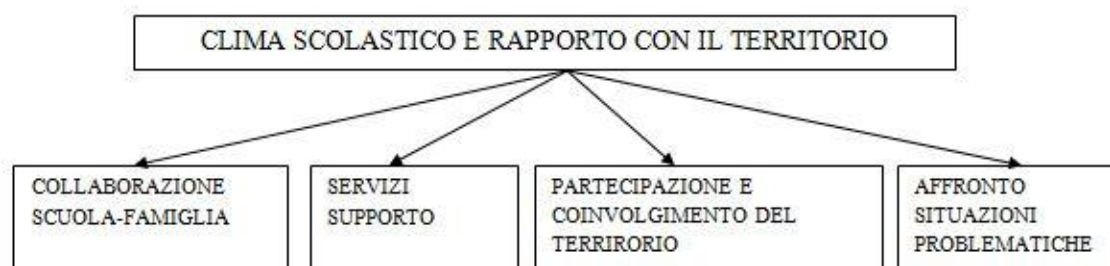 CLIMA SCOLASTICO E RAPPORTO CON IL TERRITORIO
COLLABORAZIONE
SCUOLA-FAMIGLIA
SERVIZI
SUPPORTO
PARTECIPAZIONE E
COINVOLGIMENTO DEL
TERRIRORIO
AFFRONTO
SITUAZIONI
PROBLEMATICHE